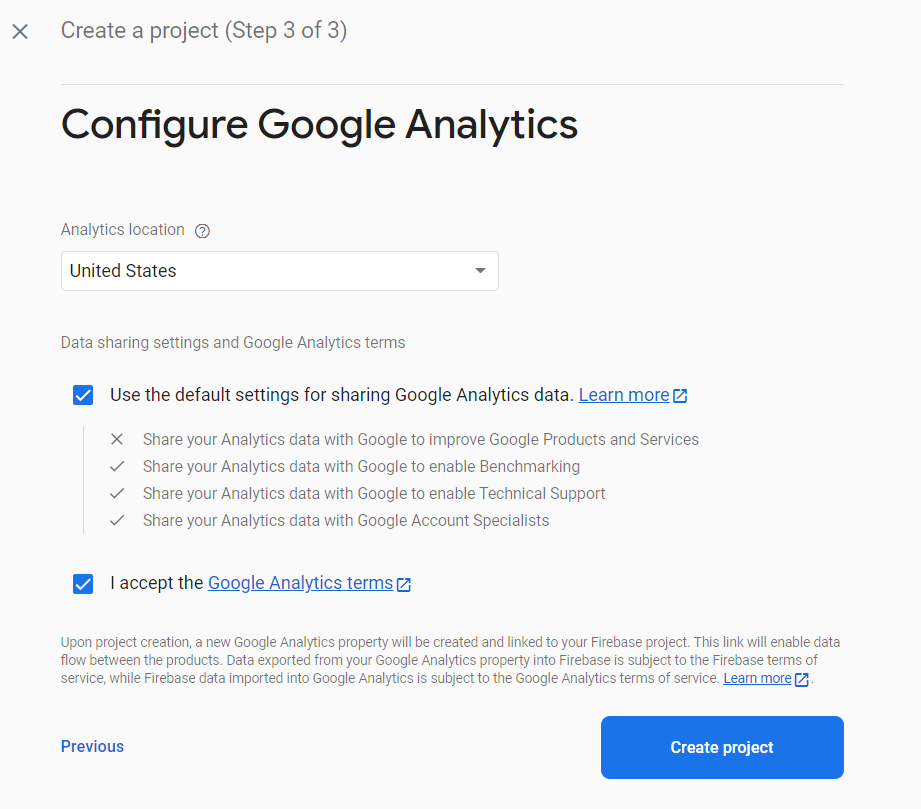 Create a project (Step 3 of 3)
Configure Google Analytics
Analytics location
United States
Data sharing settings and Google Analytics terms
Use the default settings for sharing Google Analytics data. Learn more
Share your Analytics data with Google to improve Google Products and Services
Share your Analytics data with Google to enable Benchmarking
Share your Analytics data with Google to enable Technical Support
Share your Analytics data with Google Account Specialists
I accept the Google Analytics terms
Upon project creation, a new Google Analytics property will be created and linked to your Firebase project. This link will enable data
flow between the products. Data exported from your Google Analytics property into Firebase is subject to the Firebase terms of
service, while Firebase data imported into Google Analytics is subject to the Google Analytics terms of service. Learn more.
Previous
Create project